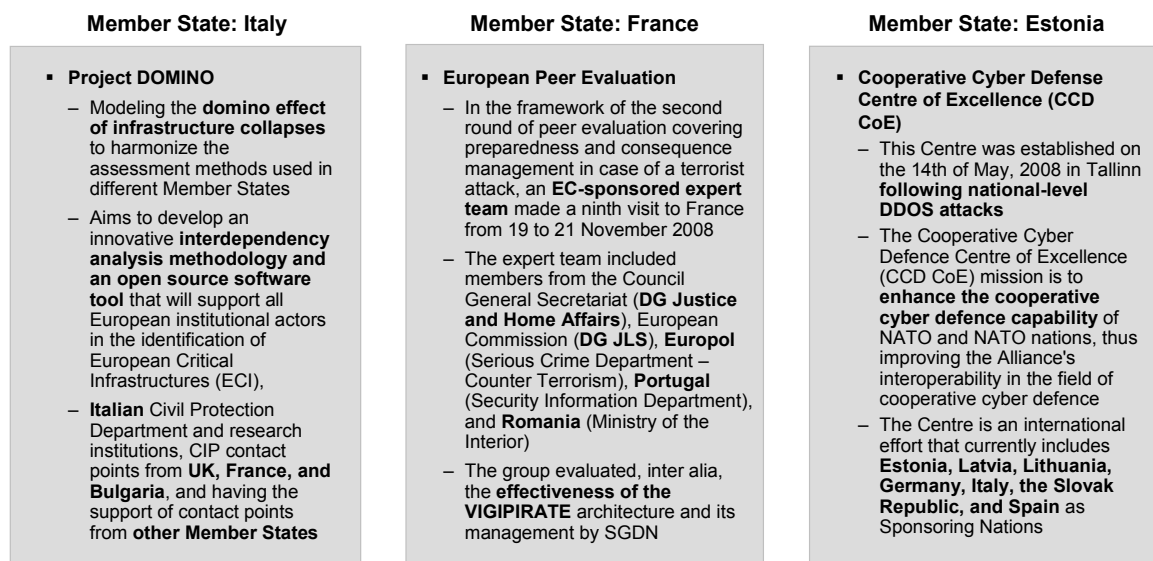 Member State: Italy
▪ Project DOMINO
– Modeling the domino effect
of infrastructure collapses
to harmonize the
assessment methods used in
different Member States
– Aims to develop an
innovative interdependency
analysis methodology and
an open source software
tool that will support all
European institutional actors
in the identification of
European Critical
Infrastructures (ECI),
– Italian Civil Protection
Department and research
institutions, CIP contact
points from UK, France, and
Bulgaria, and having the
support of contact points
from other Member States
Member State: France
▪ European Peer Evaluation
– In the framework of the second
round of peer evaluation covering
preparedness and consequence
management in case of a terrorist
attack, an EC-sponsored expert
team made a ninth visit to France
from 19 to 21 November 2008
– The expert team included
members from the Council
General Secretariat (DG Justice
and Home Affairs), European
Commission (DG JLS), Europol
(Serious Crime Department –
Counter Terrorism), Portugal
(Security Information Department),
and Romania (Ministry of the
Interior)
– The group evaluated, inter alia,
the effectiveness of the
VIGIPIRATE architecture and its
management by SGDN
Member State: Estonia
▪ Cooperative Cyber Defense
Centre of Excellence (CCD
CoE)
– This Centre was established on
the 14th of May, 2008 in Tallinn
following national-level
DDOS attacks
– The Cooperative Cyber
Defence Centre of Excellence
(CCD CoE) mission is to
enhance the cooperative
cyber defence capability of
NATO and NATO nations, thus
improving the Alliance's
interoperability in the field of
cooperative cyber defence
– The Centre is an international
effort that currently includes
Estonia, Latvia, Lithuania,
Germany, Italy, the Slovak
Republic, and Spain as
Sponsoring Nations